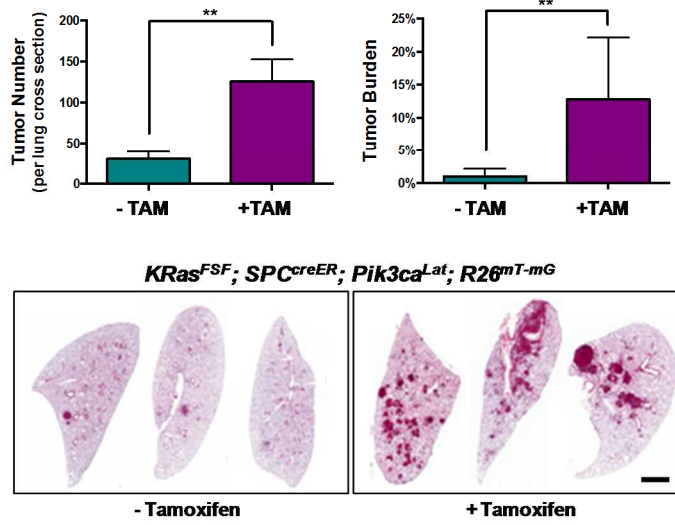 **
Tumor Number
(per lung cross section)
200
150
100
50
0
- TAM
+TAM
**
Tumor Burden
25%
20%
15%
10%
5%
0%
- TAM
+TAM
KRasFSF; SPCcreER; Pik3caLat; R26mT-mG
- Tamoxifen
+ Tamoxifen